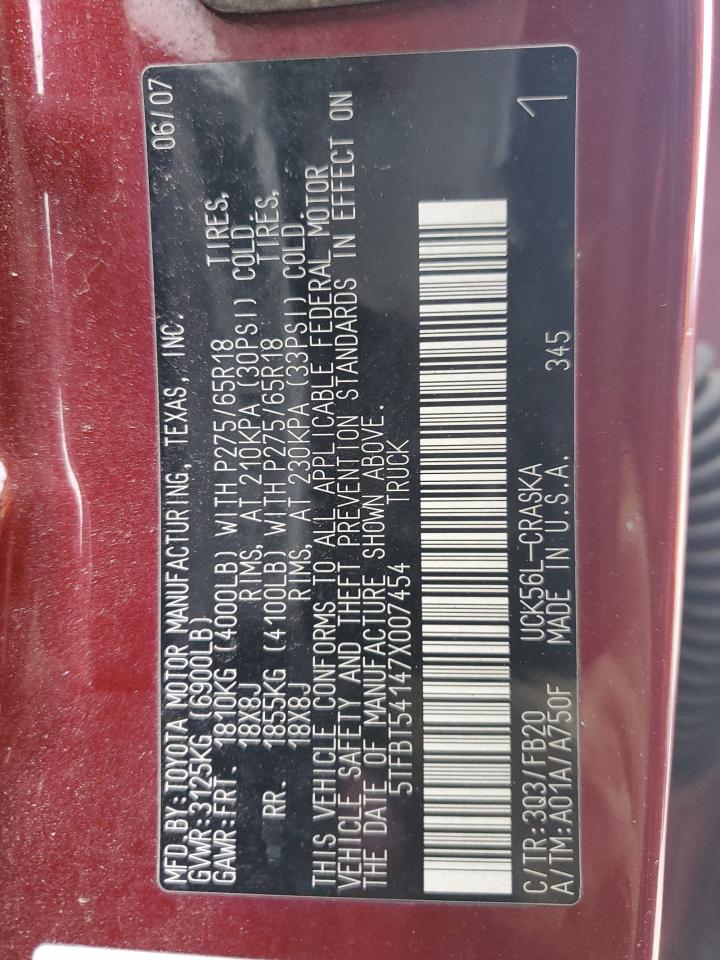 MFD.BY:TOYOTA MOTOR MANUFACTURING, TEXAS, INC. 06/07
GVWR:3125KG (6900LB)
GAWR:FRT. 1810KG (4000LB) WITH P275/65R18 TIRES,
18X8J RIMS, AT 210KPA (30PSI) COLD.
RR. 1855KG (4100LB) WITH P275/65R18 TIRES,
18X8J RIMS, AT 230KPA (33PSI) COLD.
THIS VEHICLE CONFORMS TO ALL APPLICABLE FEDERAL MOTOR
VEHICLE SAFETY AND THEFT PREVENTION STANDARDS IN EFFECT ON
THE DATE OF MANUFACTURE SHOWN ABOVE.
5TFBT54147X007454 TRUCK
C/TR:3Q3/FB20 UCK56L-CRASKA
A/TM:A01A/A750F MADE IN U.S.A. 345 1